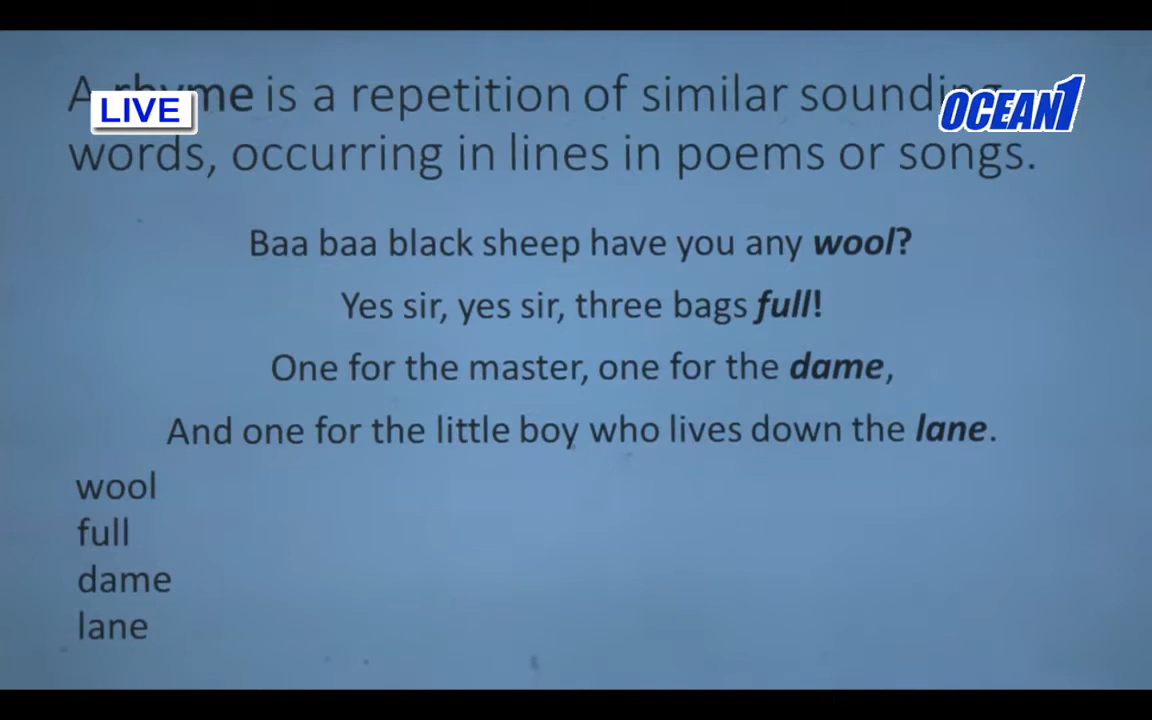 A rhyme is a repetition of similar sounding
LIVE
OCEAN1
words, occurring in lines in poems or songs.
Baa baa black sheep have you any wool?
Yes sir, yes sir, three bags full!
One for the master, one for the dame,
And one for the little boy who lives down the lane.
wool
full
dame
lane